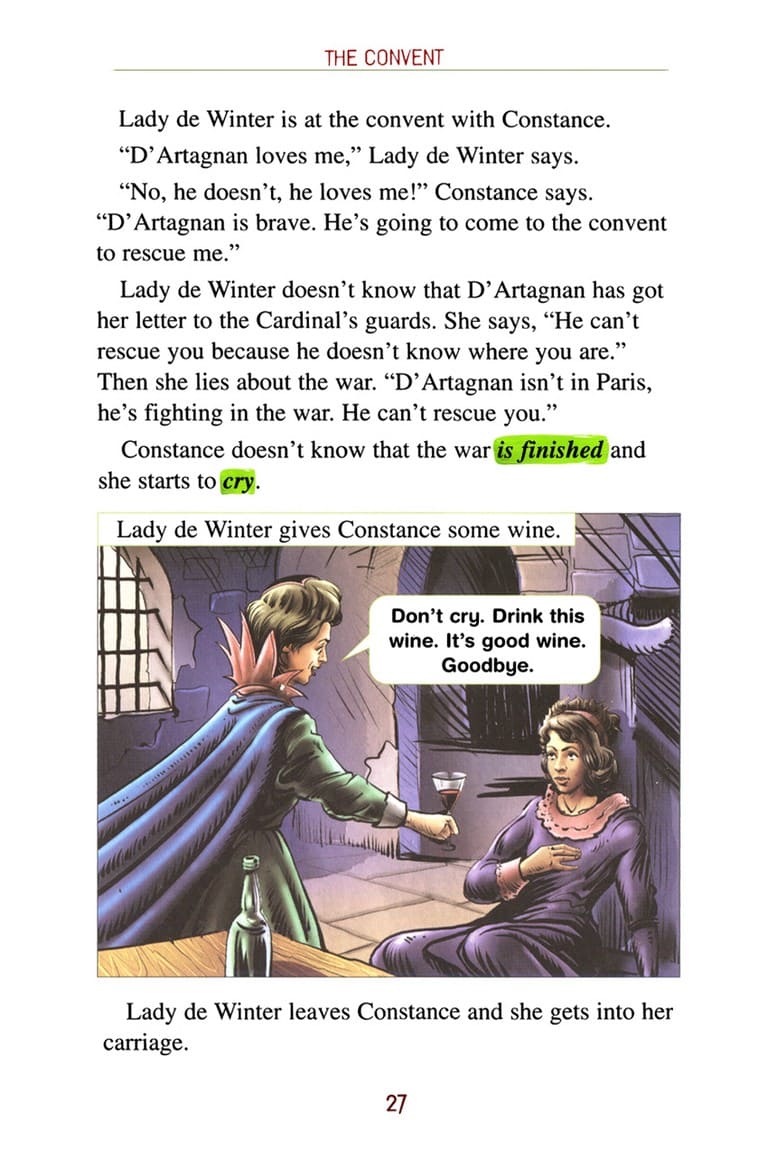 THE CONVENT
Lady de Winter is at the convent with Constance.
“D’Artagnan loves me,” Lady de Winter says.
“No, he doesn’t, he loves me!” Constance says.
“D’Artagnan is brave. He’s going to come to the convent
to rescue me.”
Lady de Winter doesn’t know that D’Artagnan has got
her letter to the Cardinal’s guards. She says, “He can’t
rescue you because he doesn’t know where you are.”
Then she lies about the war. “D’Artagnan isn’t in Paris,
he’s fighting in the war. He can’t rescue you.”
Constance doesn’t know that the war is finished and
she starts to cry.
Lady de Winter gives Constance some wine.
Don’t cry. Drink this
wine. It’s good wine.
Goodbye.
Lady de Winter leaves Constance and she gets into her
carriage.
27